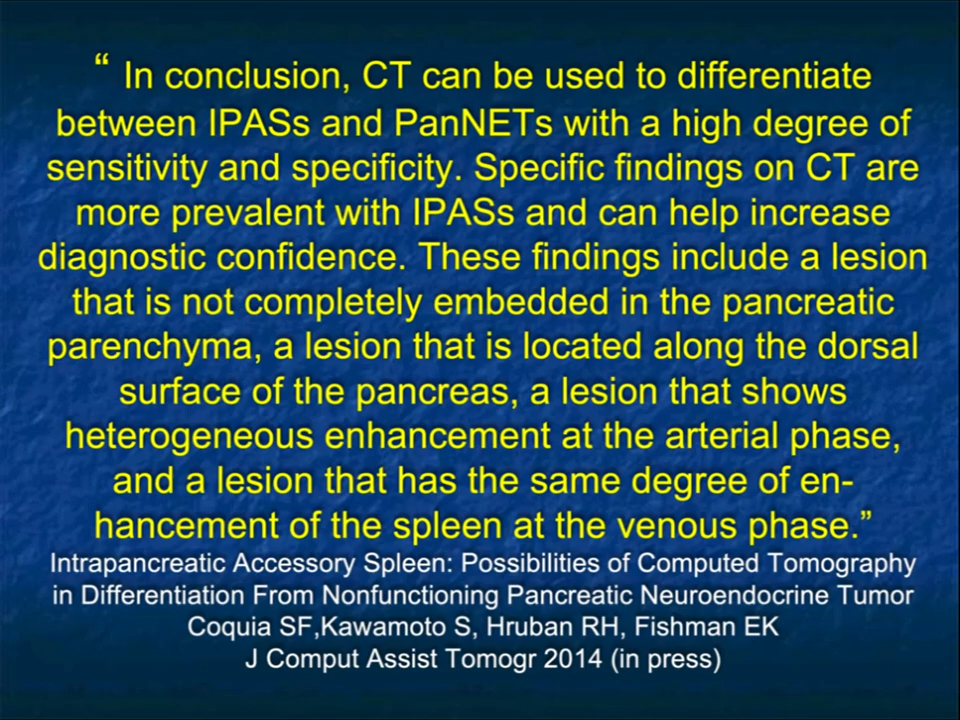 “ In conclusion, CT can be used to differentiate
between IPASs and PanNETs with a high degree of
sensitivity and specificity. Specific findings on CT are
more prevalent with IPASs and can help increase
diagnostic confidence. These findings include a lesion
that is not completely embedded in the pancreatic
parenchyma, a lesion that is located along the dorsal
surface of the pancreas, a lesion that shows
heterogeneous enhancement at the arterial phase,
and a lesion that has the same degree of en-
hancement of the spleen at the venous phase.”
Intrapancreatic Accessory Spleen: Possibilities of Computed Tomography
in Differentiation From Nonfunctioning Pancreatic Neuroendocrine Tumor
Coquia SF,Kawamoto S, Hruban RH, Fishman EK
J Comput Assist Tomogr 2014 (in press)